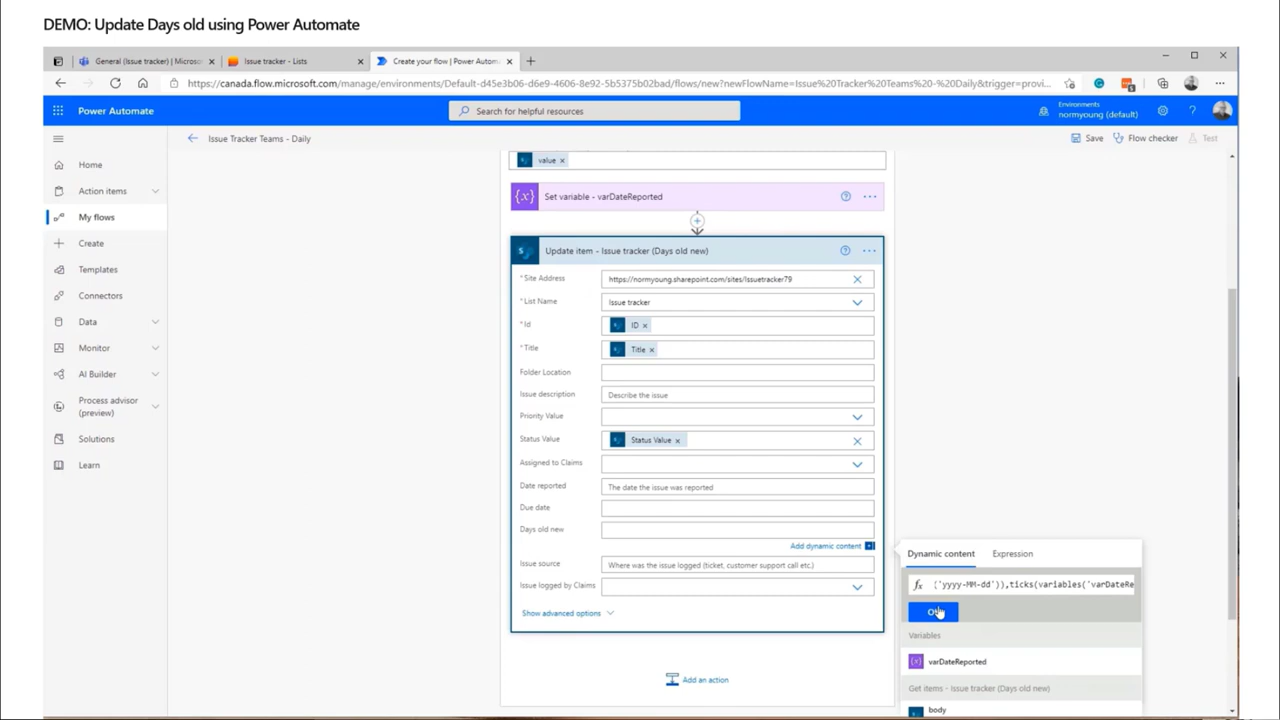 DEMO: Update Days old using Power Automate
General (Issue tracker) | Microsof
Issue tracker - Lists
Create your flow | Power Automa
https://canada.flow.microsoft.com/manage/environments/Default-d45e3b06-d6e9-4606-8e92-5b5375b02bad/flows/new?newFlowName=Issue%20Tracker%20Teams%20-%20Daily&trigger=provi...
Power Automate
Search for helpful resources
Environments
normyoung (default)
Issue Tracker Teams - Daily
Save
Flow checker
Test
Home
Action items
My flows
Create
Templates
Connectors
Data
Monitor
AI Builder
Process advisor
(preview)
Solutions
Learn
value
{x} Set variable - varDateReported
Update item - Issue tracker (Days old new)
* Site Address
https://normyoung.sharepoint.com/sites/Issuetracker79
* List Name
Issue tracker
* Id
ID
* Title
Title
Folder Location
Issue description
Describe the issue
Priority Value
Status Value
Status Value
Assigned to Claims
Date reported
The date the issue was reported
Due date
Days old new
Add dynamic content
Issue source
Where was the issue logged (ticket, customer support call etc.)
Issue logged by Claims
Show advanced options
Add an action
Dynamic content
Expression
fx ('yyyy-MM-dd')),ticks(variables('varDateRe
Variables
{x} varDateReported
Get items - Issue tracker (Days old new)
body